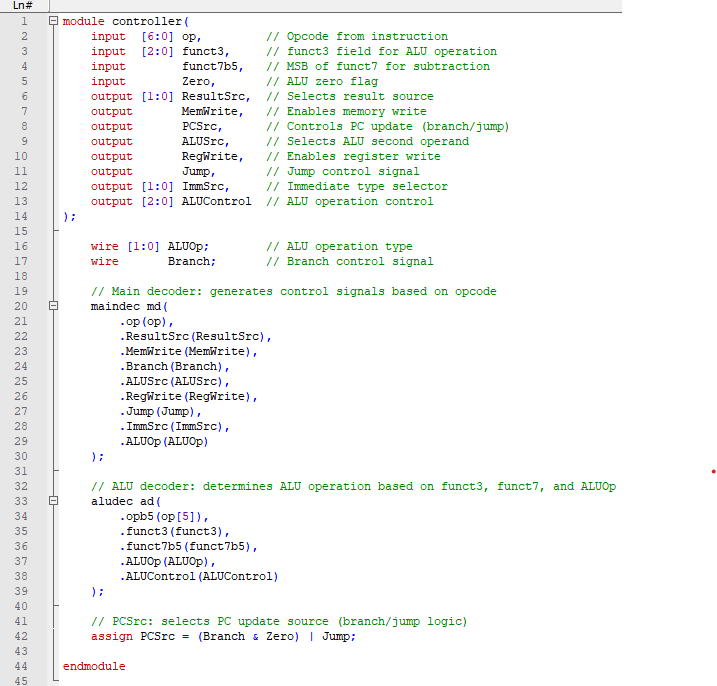 Ln#
1 module controller(
2 input [6:0] op, // Opcode from instruction
3 input [2:0] funct3, // funct3 field for ALU operation
4 input funct7b5, // MSB of funct7 for subtraction
5 input Zero, // ALU zero flag
6 output [1:0] ResultSrc, // Selects result source
7 output MemWrite, // Enables memory write
8 output PCSrc, // Controls PC update (branch/jump)
9 output ALUSrc, // Selects ALU second operand
10 output RegWrite, // Enables register write
11 output Jump, // Jump control signal
12 output [1:0] ImmSrc, // Immediate type selector
13 output [2:0] ALUControl // ALU operation control
14 );
15
16 wire [1:0] ALUOp; // ALU operation type
17 wire Branch; // Branch control signal
18
19 // Main decoder: generates control signals based on opcode
20 maindec md(
21 .op(op),
22 .ResultSrc(ResultSrc),
23 .MemWrite(MemWrite),
24 .Branch(Branch),
25 .ALUSrc(ALUSrc),
26 .RegWrite(RegWrite),
27 .Jump(Jump),
28 .ImmSrc(ImmSrc),
29 .ALUOp(ALUOp)
30 );
31
32 // ALU decoder: determines ALU operation based on funct3, funct7, and ALUOp
33 aludec ad(
34 .opb5(op[5]),
35 .funct3(funct3),
36 .funct7b5(funct7b5),
37 .ALUOp(ALUOp),
38 .ALUControl(ALUControl)
39 );
40
41 // PCSrc: selects PC update source (branch/jump logic)
42 assign PCSrc = (Branch & Zero) | Jump;
43
44 endmodule
45